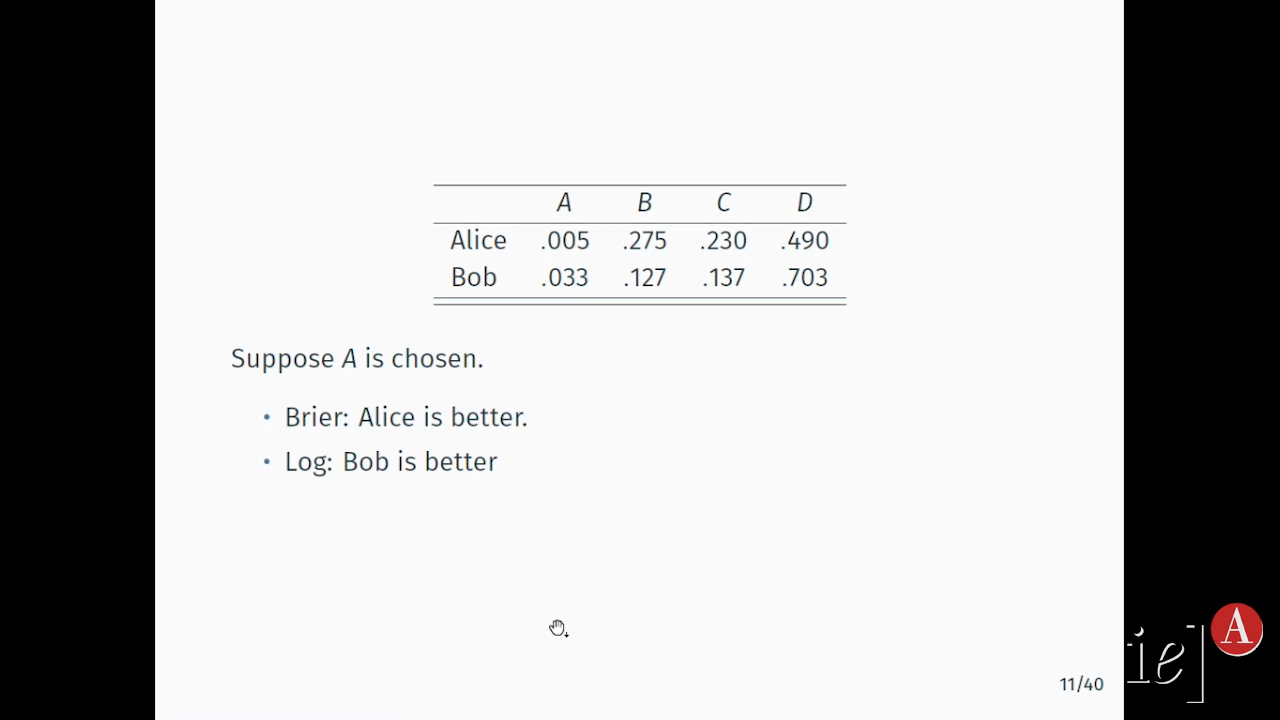 A B C D
Alice .005 .275 .230 .490
Bob .033 .127 .137 .703
Suppose A is chosen.
• Brier: Alice is better.
• Log: Bob is better
11/40
ie]
A